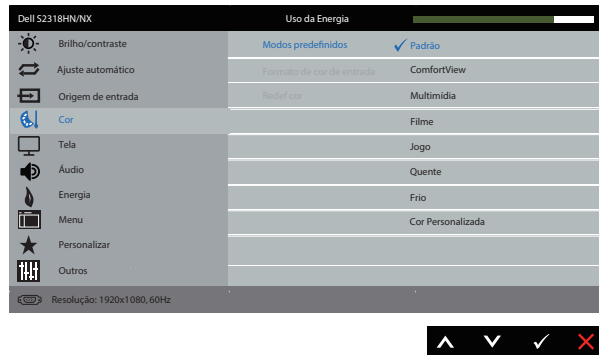 Dell S2318HN/NX Uso da Energia
Brilho/contraste Modos predefinidos Padrão
Ajuste automático Formato de cor de entrada ComfortView
Origem de entrada Redef cor Multimídia
Cor Filme
Tela Jogo
Áudio Quente
Energia Frio
Menu Cor Personalizada
Personalizar
Outros
Resolução: 1920x1080, 60Hz